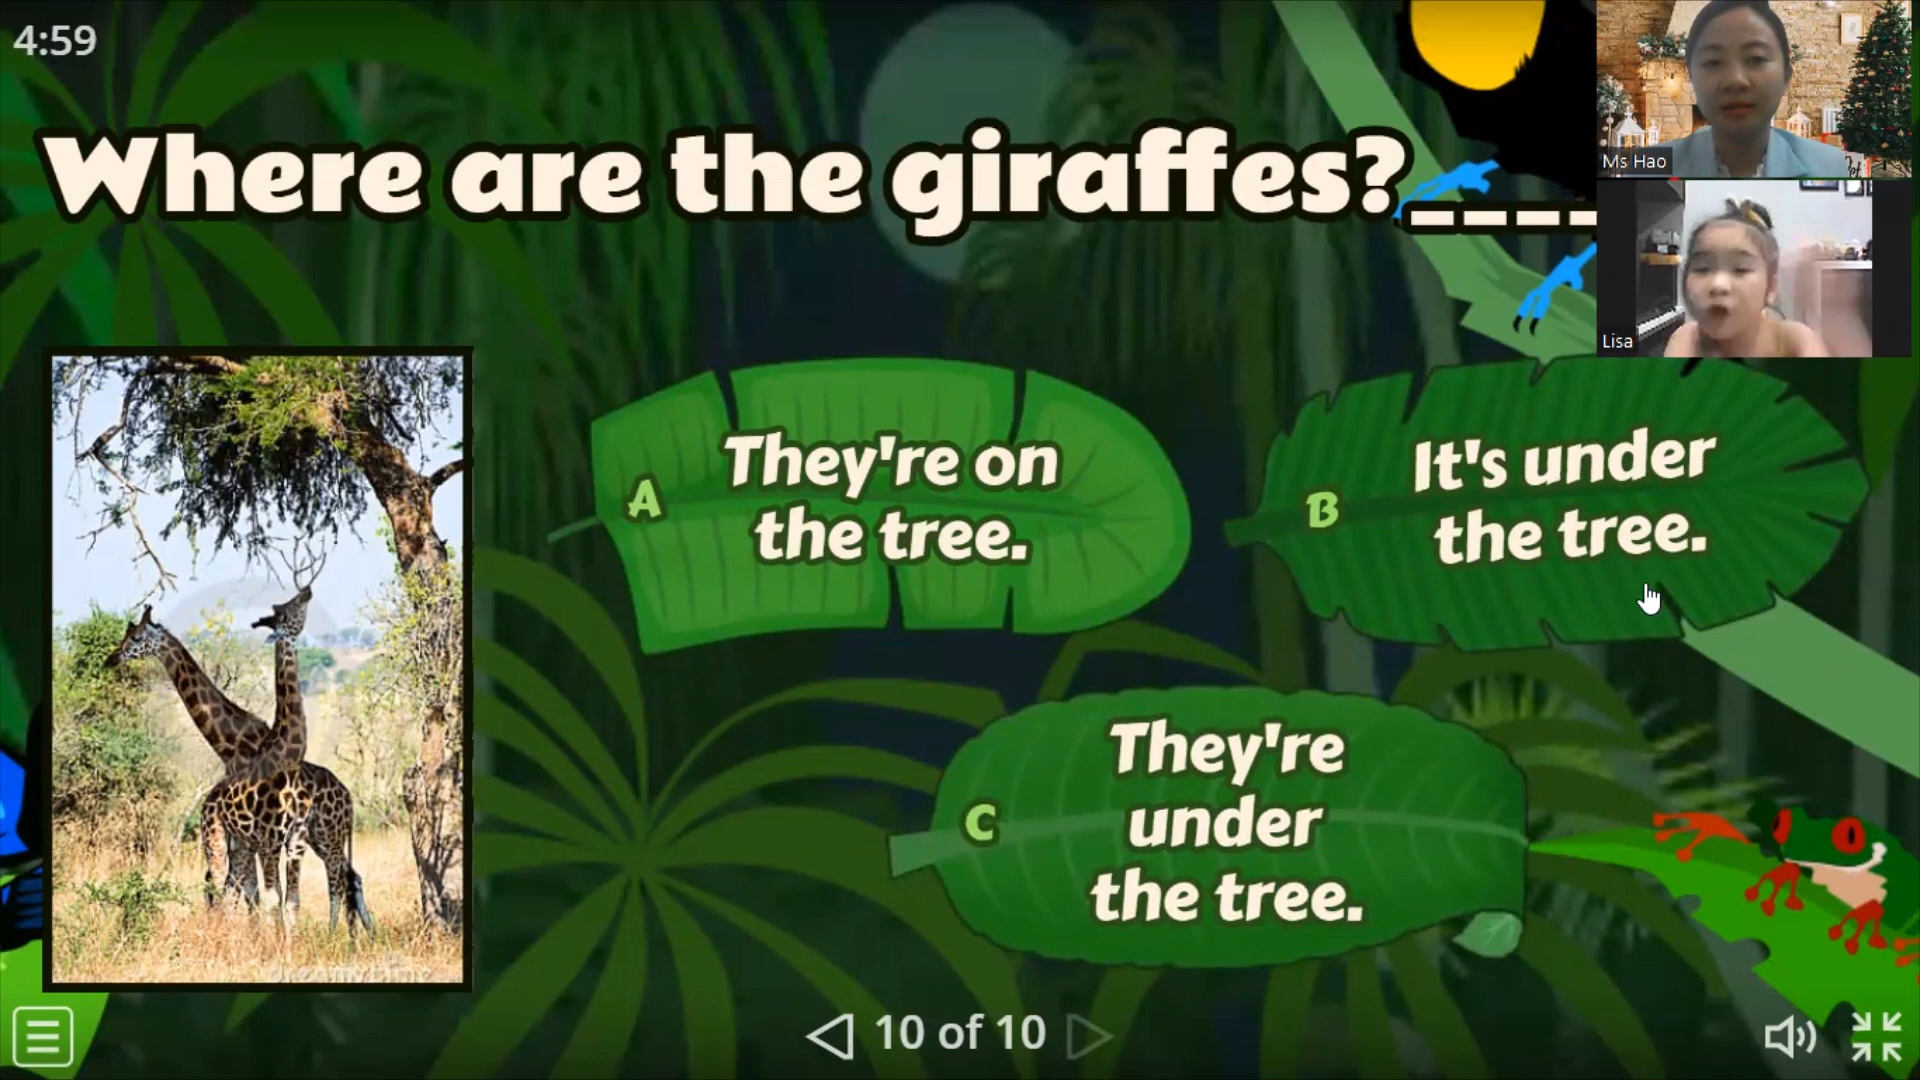 4:59
Where are the giraffes?____
Ms Hao
Lisa
A
They're on
the tree.
B
It's under
the tree.
C
They're
under
the tree.
dreamstime
10 of 10